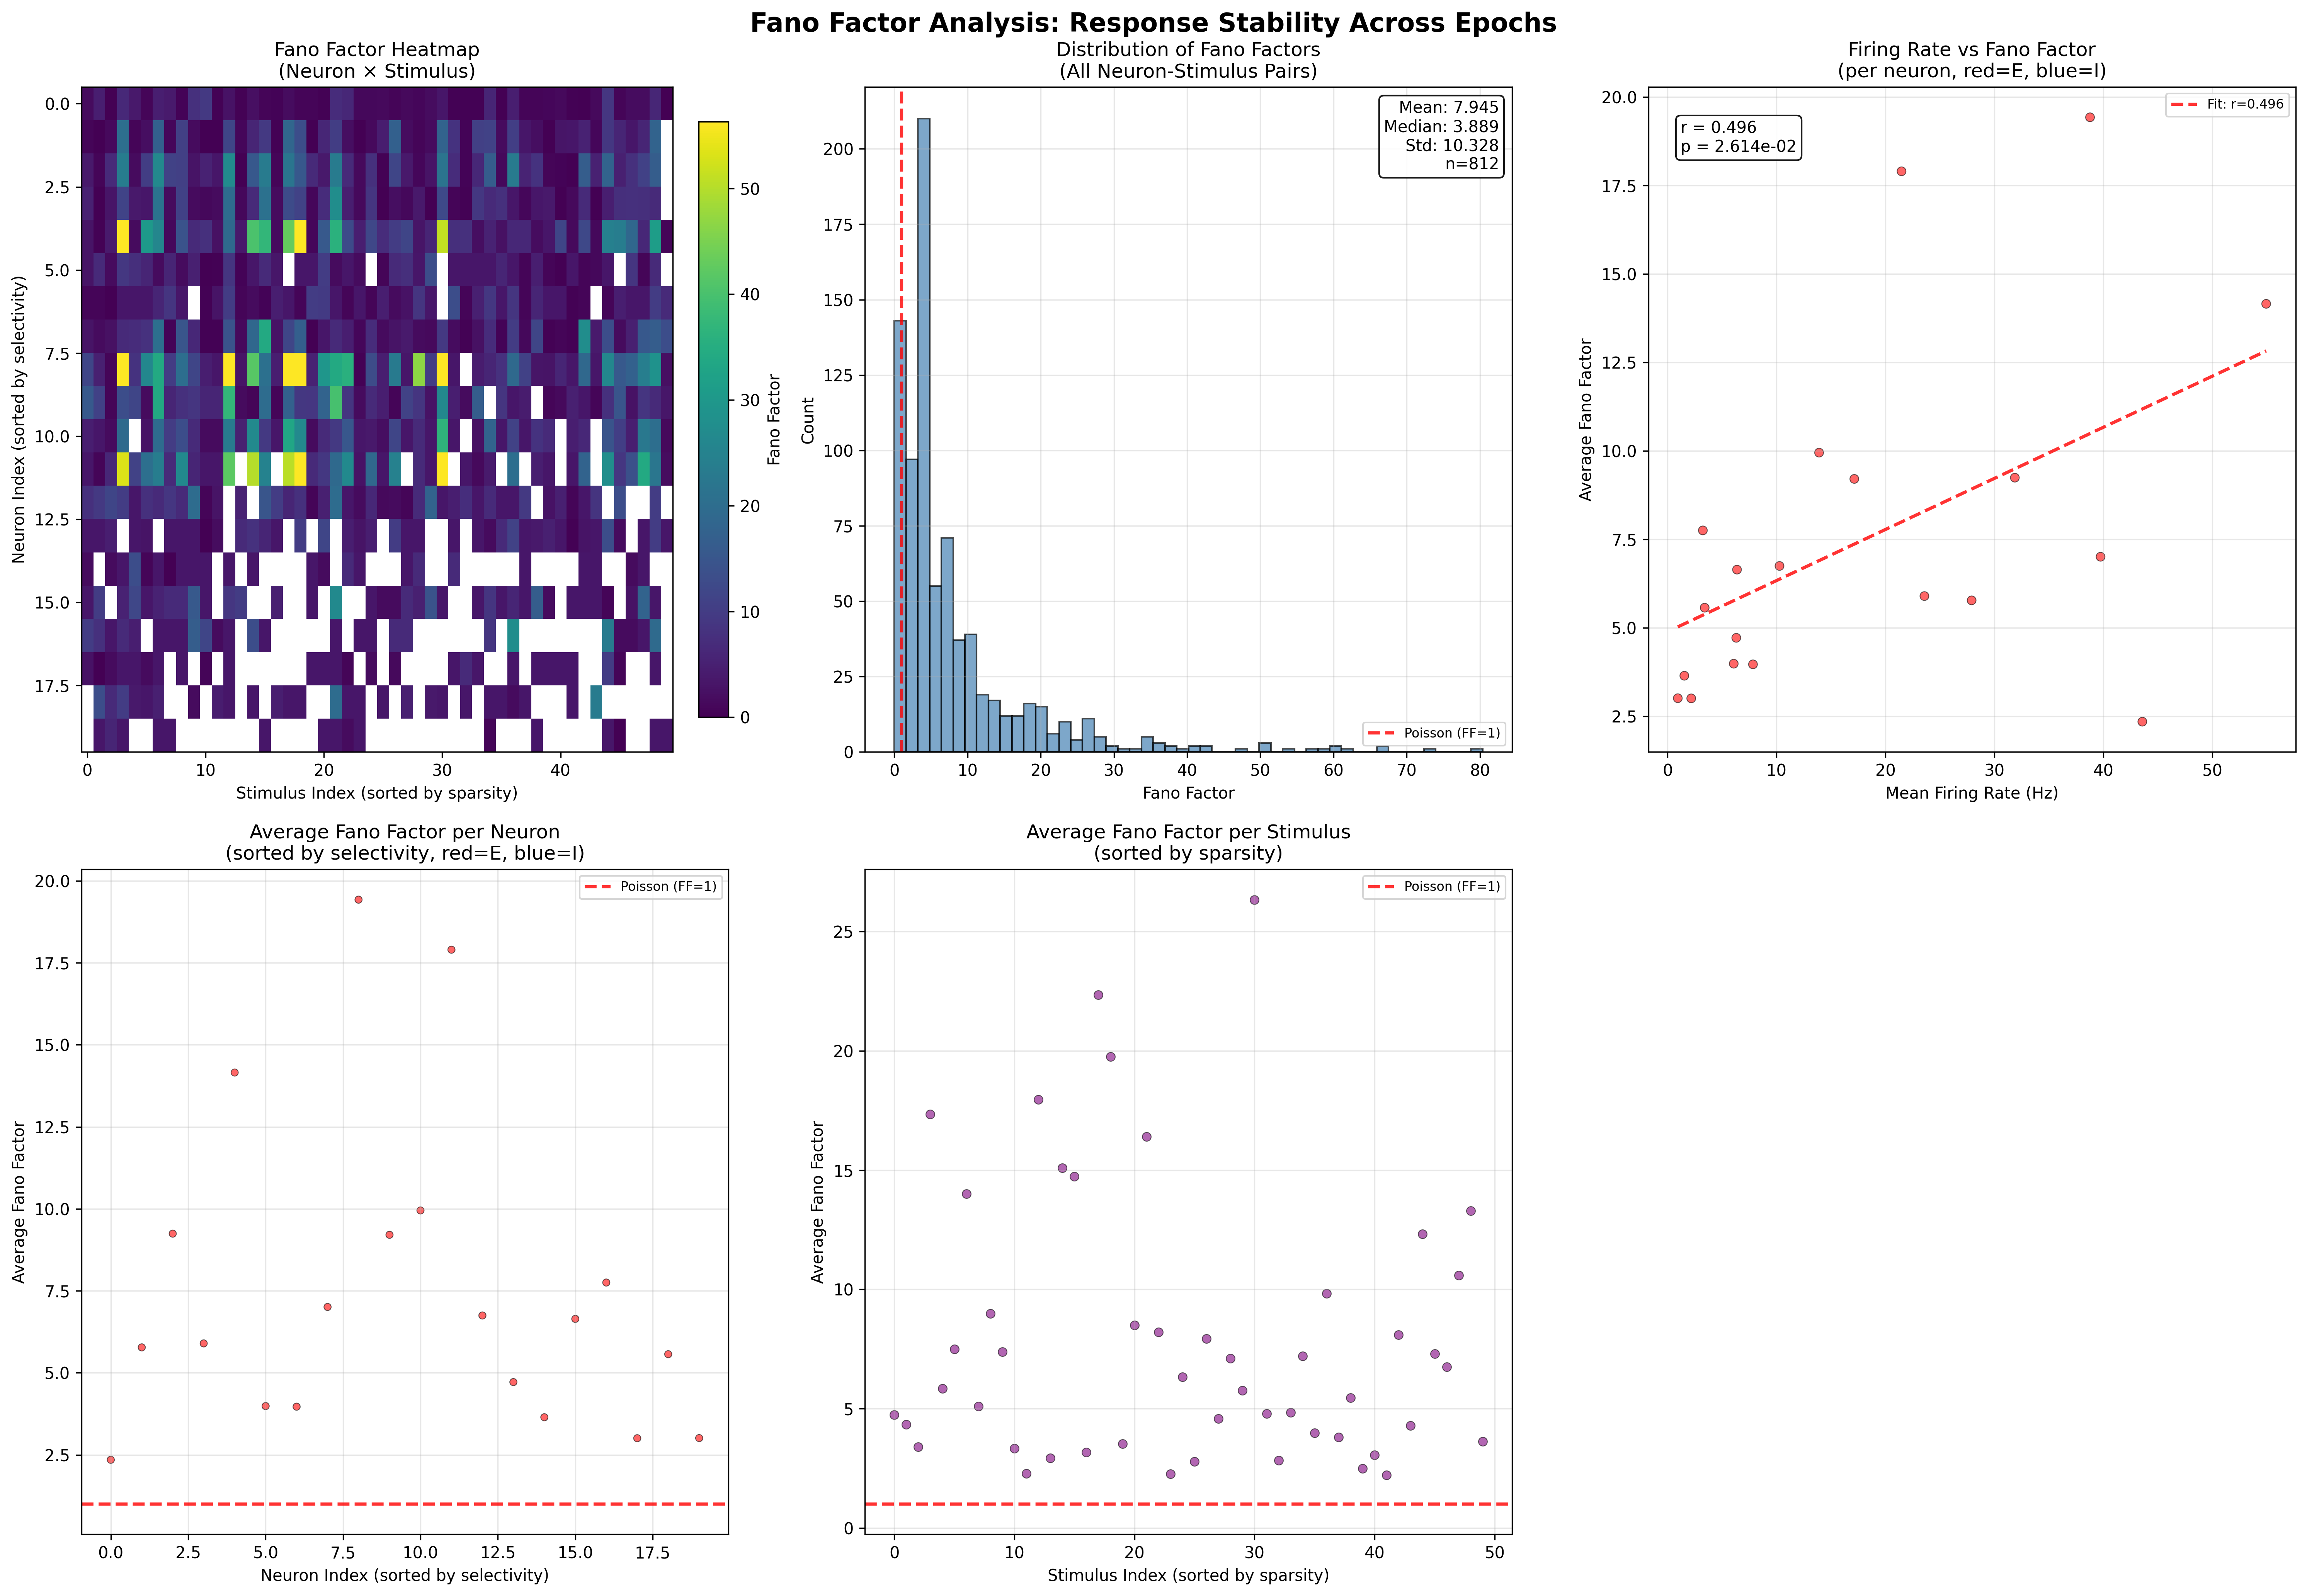 Fano Factor Analysis: Response Stability Across Epochs
Fano Factor Heatmap
(Neuron × Stimulus)
0.0
2.5
5.0
7.5
10.0
12.5
15.0
17.5
Neuron Index (sorted by selectivity)
0
10
20
30
40
Stimulus Index (sorted by sparsity)
50
40
30
20
10
0
Fano Factor
Distribution of Fano Factors
(All Neuron-Stimulus Pairs)
Mean: 7.945
Median: 3.889
Std: 10.328
n=812
Poisson (FF=1)
200
175
150
125
100
75
50
25
0
Count
0
10
20
30
40
50
60
70
80
Fano Factor
Firing Rate vs Fano Factor
(per neuron, red=E, blue=I)
r = 0.496
p = 2.614e-02
Fit: r=0.496
20.0
17.5
15.0
12.5
10.0
7.5
5.0
2.5
Average Fano Factor
0
10
20
30
40
50
Mean Firing Rate (Hz)
Average Fano Factor per Neuron
(sorted by selectivity, red=E, blue=I)
Poisson (FF=1)
20.0
17.5
15.0
12.5
10.0
7.5
5.0
2.5
Average Fano Factor
0.0
2.5
5.0
7.5
10.0
12.5
15.0
17.5
Neuron Index (sorted by selectivity)
Average Fano Factor per Stimulus
(sorted by sparsity)
Poisson (FF=1)
25
20
15
10
5
0
Average Fano Factor
0
10
20
30
40
50
Stimulus Index (sorted by sparsity)